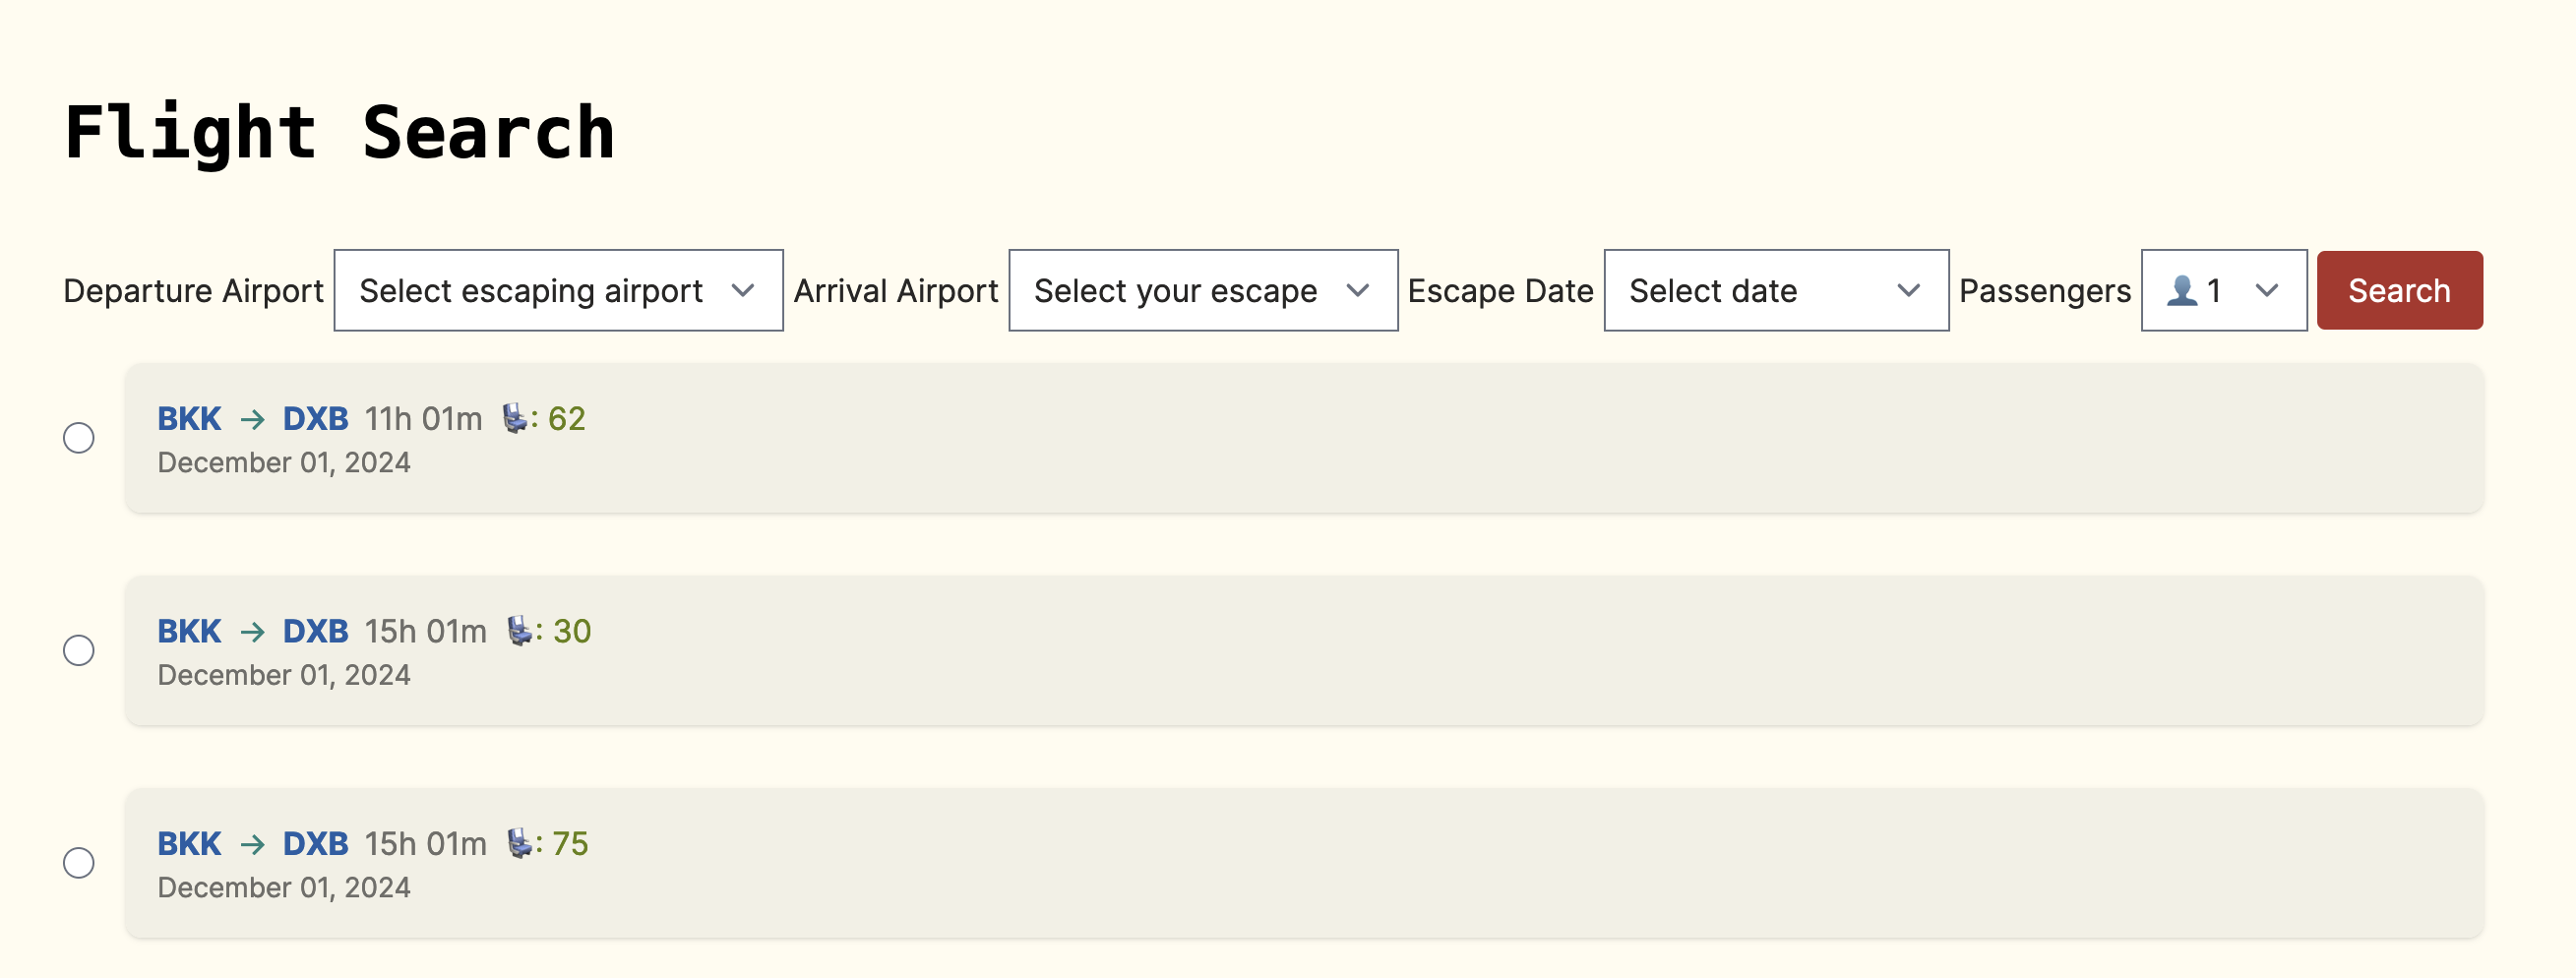 Flight Search
Departure Airport Select escaping airport Arrival Airport Select your escape Escape Date Select date Passengers 👤 1 Search
BKK → DXB 11h 01m 💺: 62
December 01, 2024
BKK → DXB 15h 01m 💺: 30
December 01, 2024
BKK → DXB 15h 01m 💺: 75
December 01, 2024